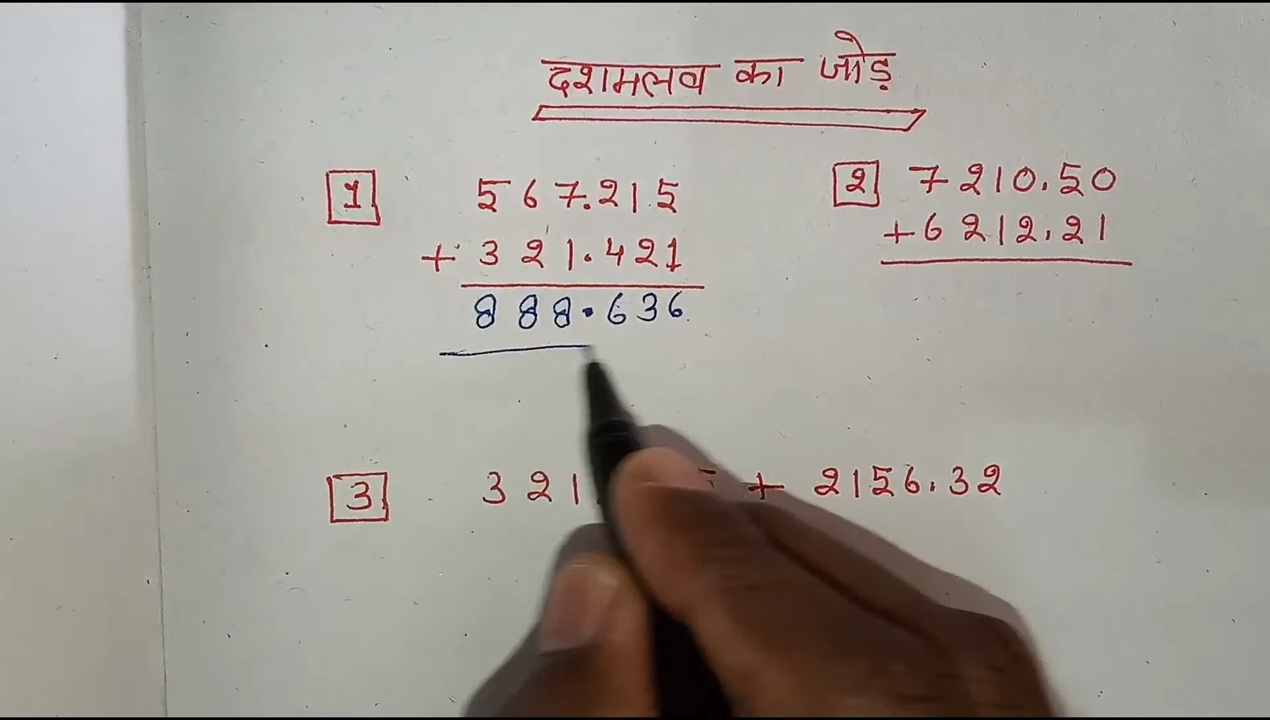 दशमलव का जोड़
1 567.215
+ 321.421
888.636
2 7210.50
+6212.21
3 321 + 2156.32